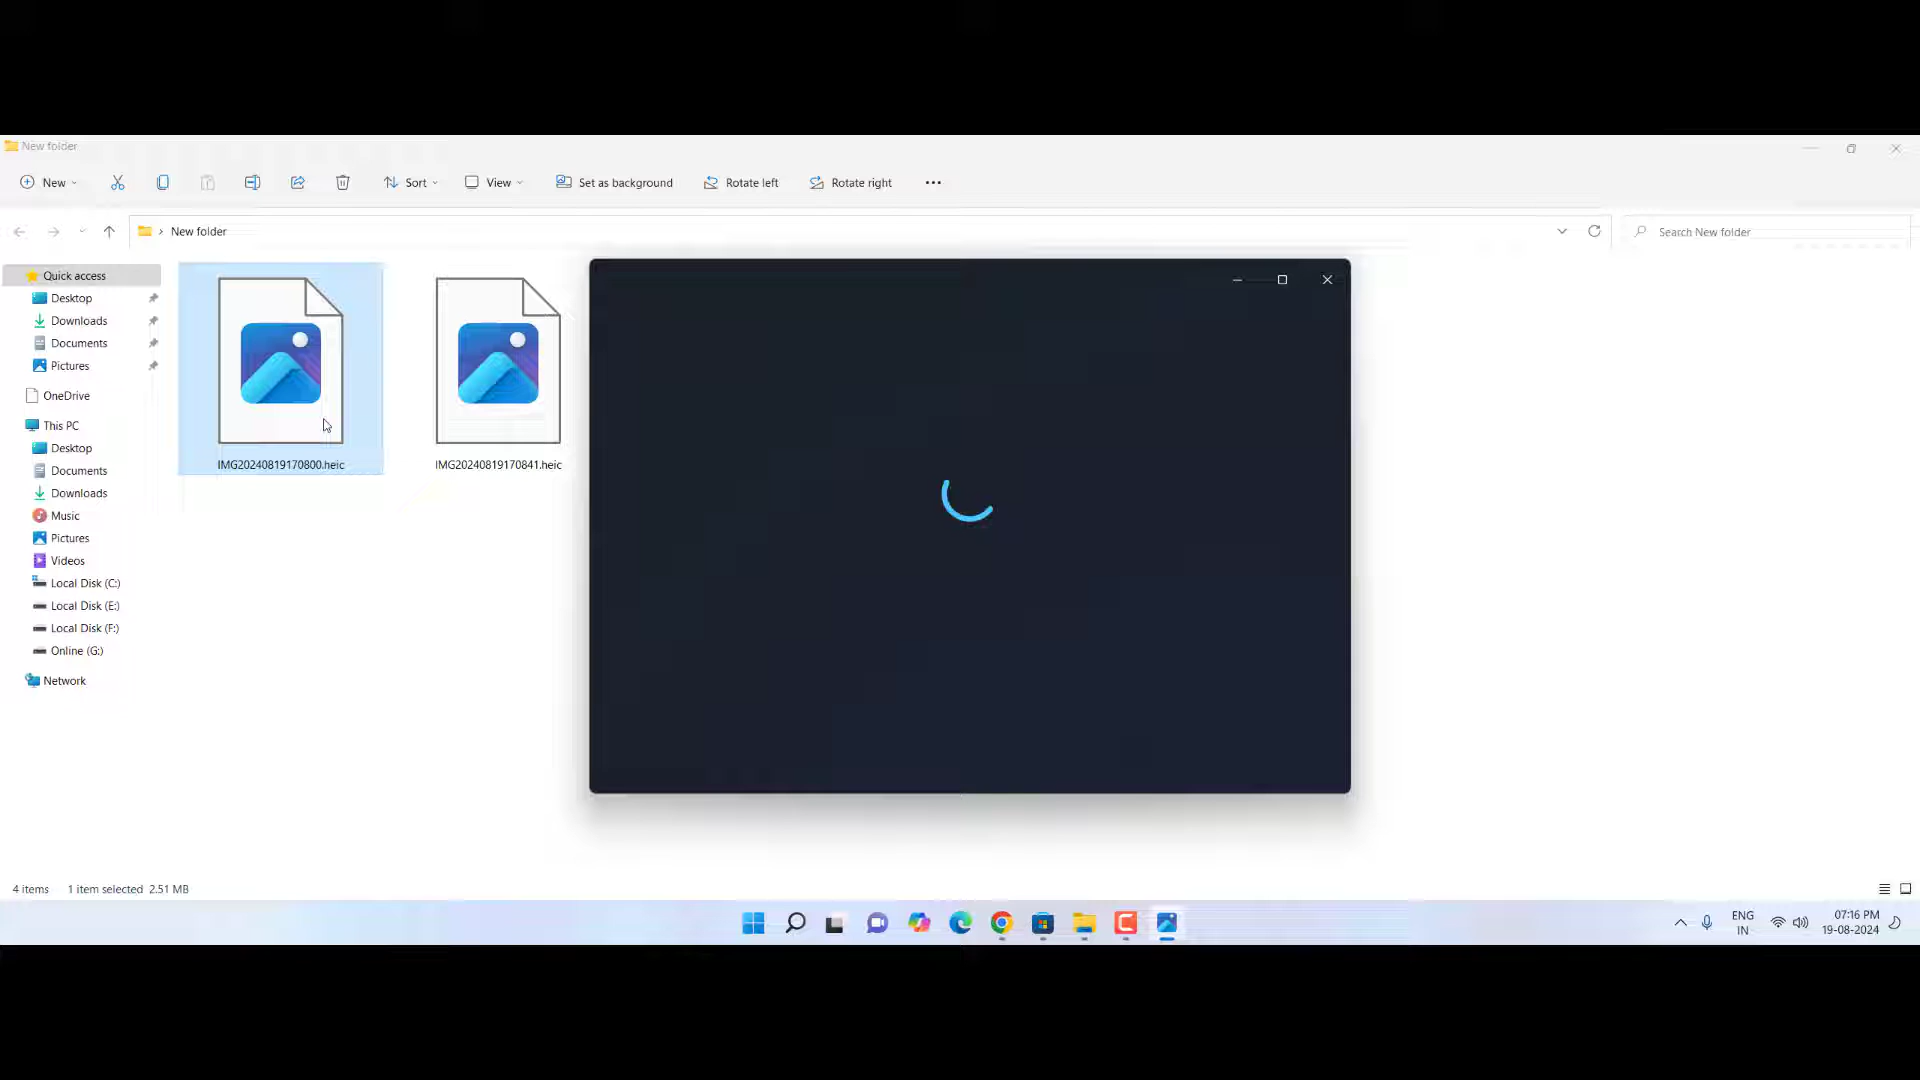 New folder
New
Sort
View
Set as background
Rotate left
Rotate right
New folder
Search New folder
Quick access
Desktop
Downloads
Documents
Pictures
OneDrive
This PC
Desktop
Documents
Downloads
Music
Pictures
Videos
Local Disk (C:)
Local Disk (E:)
Local Disk (F:)
Online (G:)
Network
IMG20240819170800.heic
IMG20240819170841.heic
4 items 1 item selected 2.51 MB
ENG
IN
07:16 PM
19-08-2024